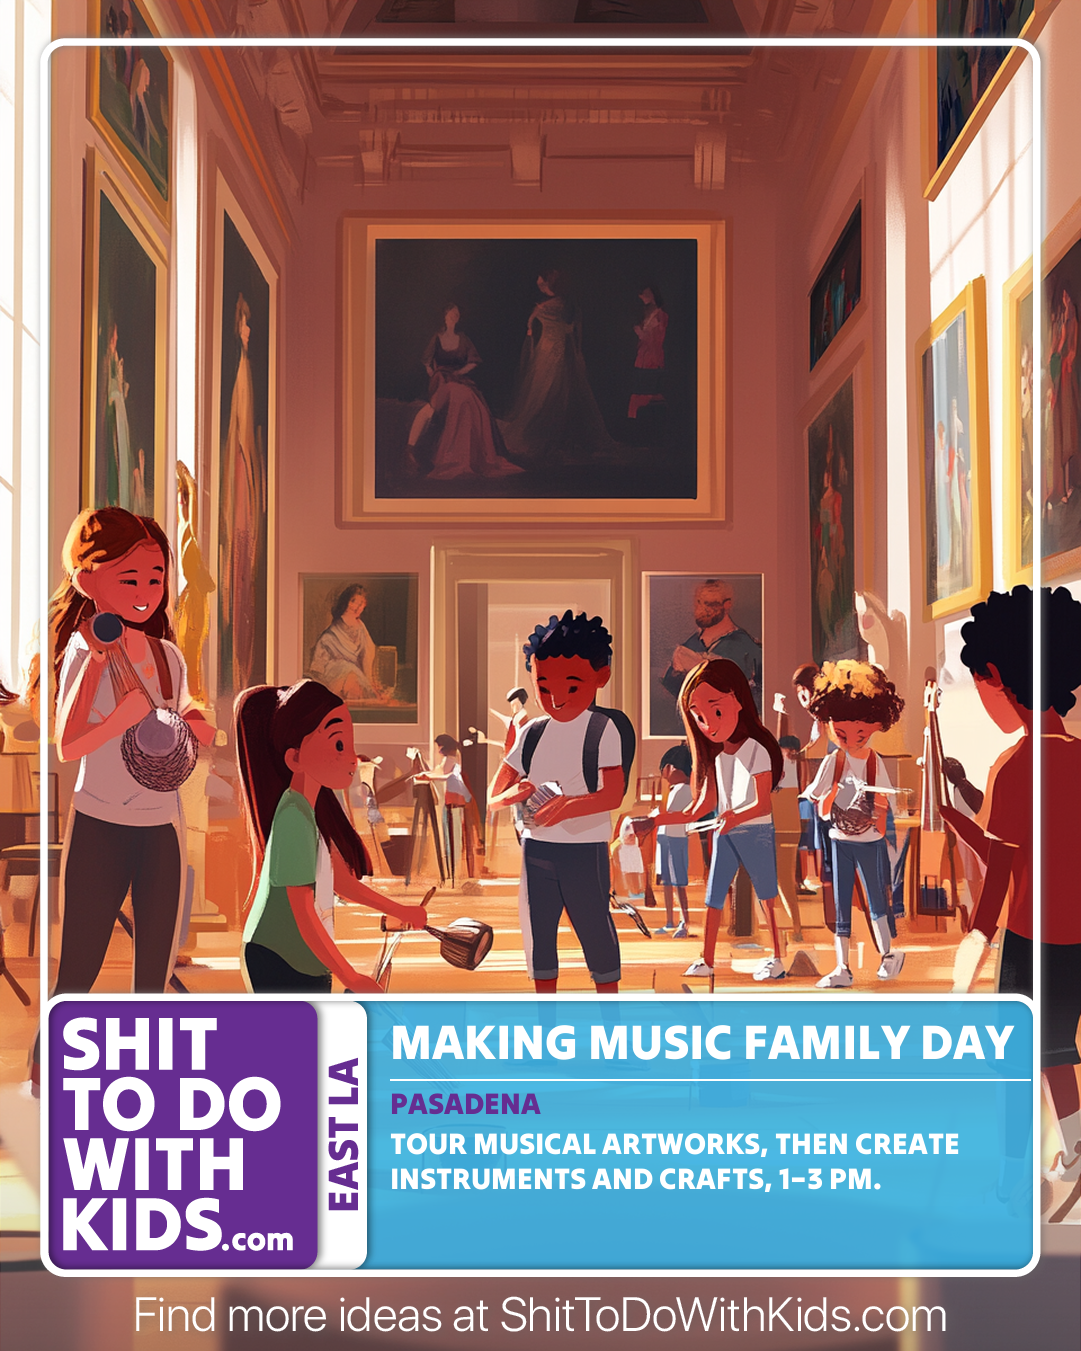 SHIT
TO DO
WITH
KIDS.com
EAST LA
MAKING MUSIC FAMILY DAY
PASADENA
TOUR MUSICAL ARTWORKS, THEN CREATE
INSTRUMENTS AND CRAFTS, 1–3 PM.
Find more ideas at ShitToDoWithKids.com